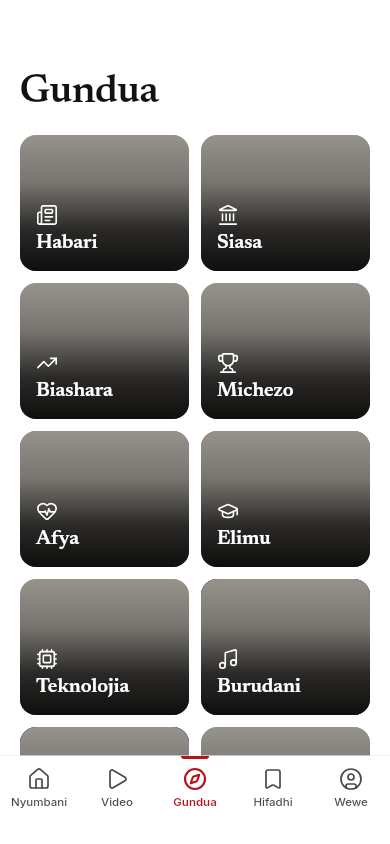 Gundua
Habari
Siasa
Biashara
Michezo
Afya
Elimu
Teknolojia
Burudani
Nyumbani
Video
Gundua
Hifadhi
Wewe